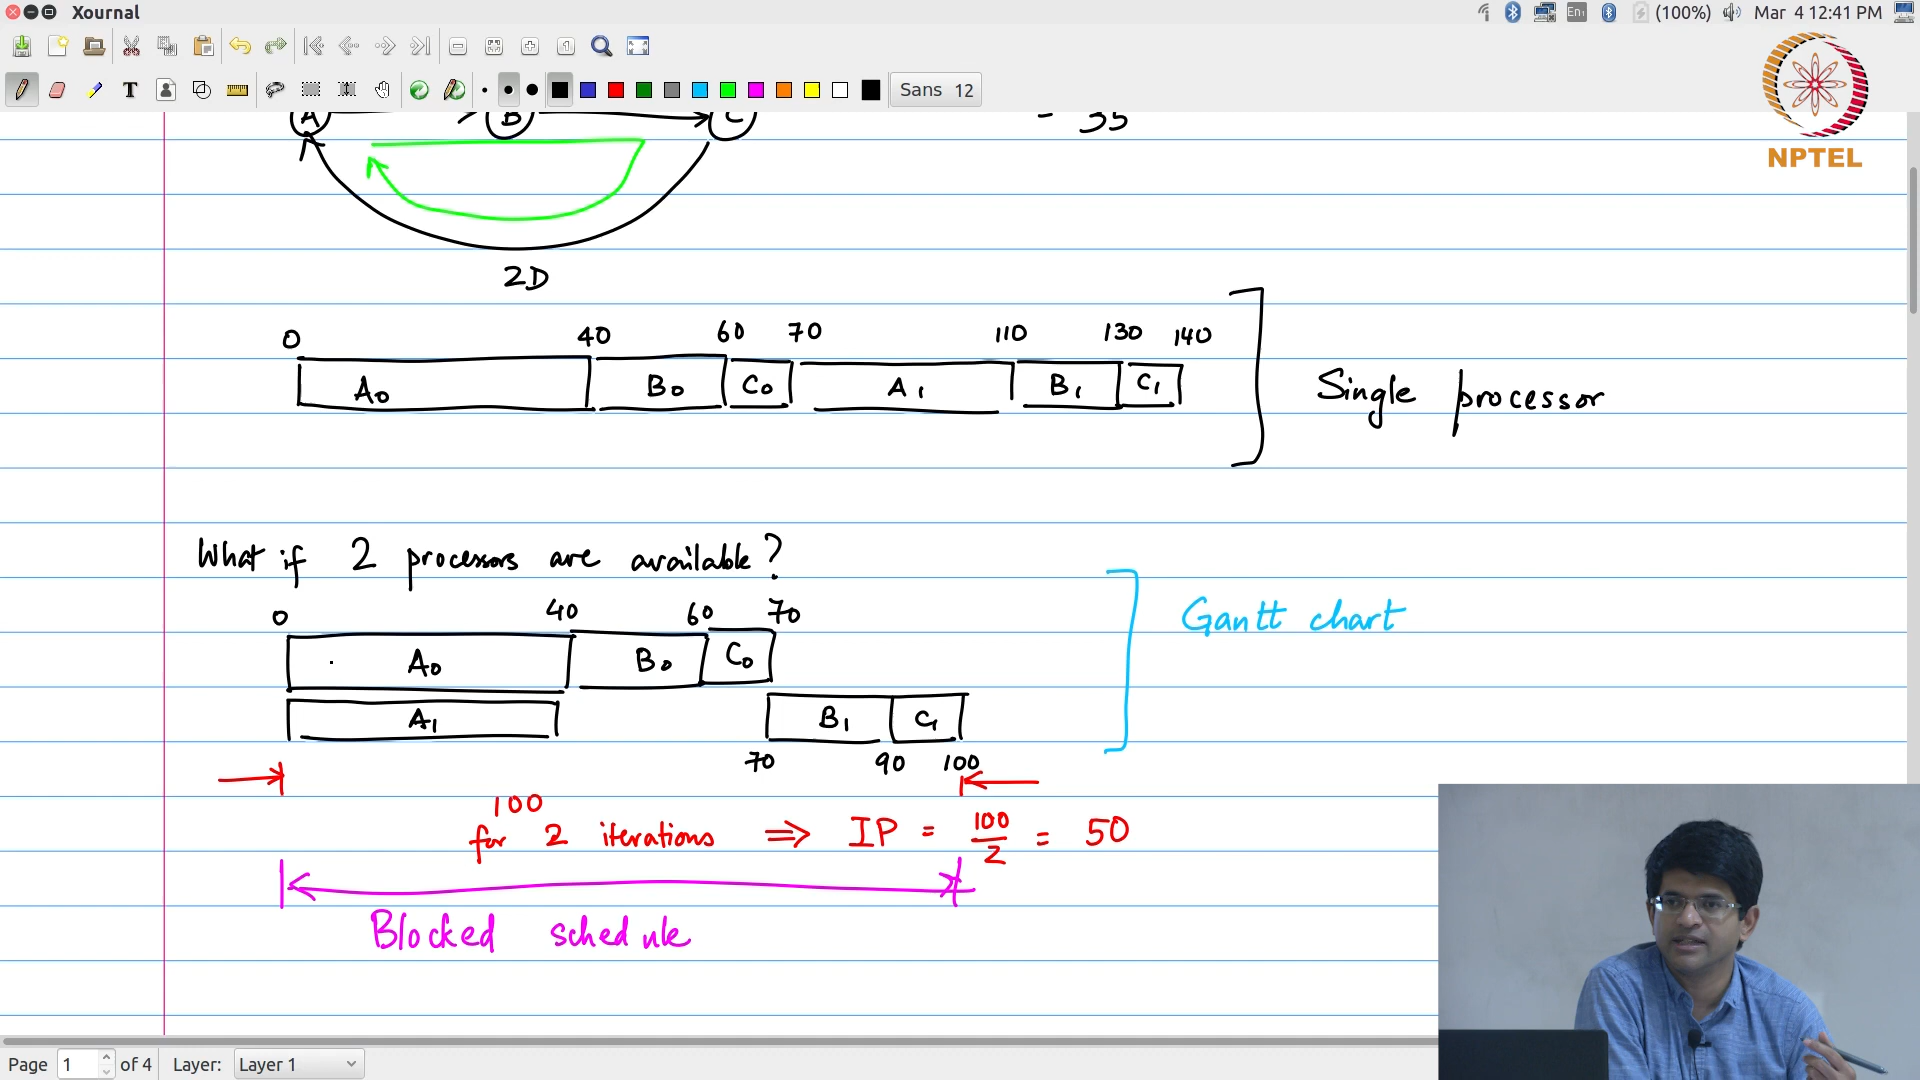 Xournal
En₁ (100%) Mar 4 12:41 PM
Sans 12
NPTEL
A B C
- 35
2D
0 40 60 70 110 130 140
A₀ B₀ C₀ A₁ B₁ C₁
Single processor
What if 2 processors are available?
0 40 60 70
A₀ B₀ C₀
A₁ B₁ C₁
70 90 100
Gantt chart
100
for 2 iterations ⇒ IP = 100/2 = 50
Blocked schedule
Page 1 of 4 Layer: Layer 1